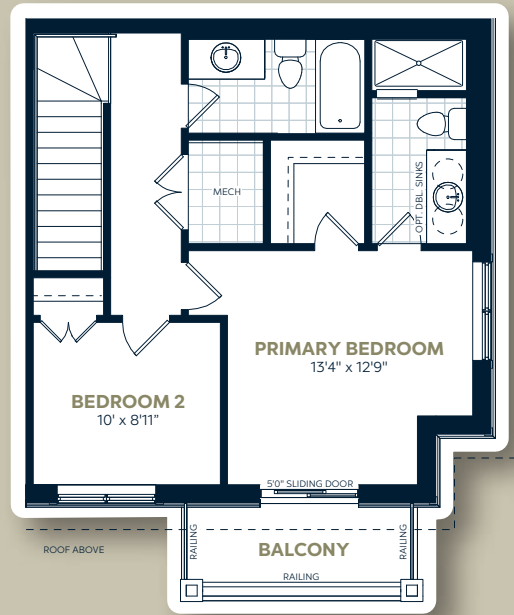 MECH
OPT. DBL. SINKS
PRIMARY BEDROOM
13'4" x 12'9"
BEDROOM 2
10' x 8'11”
5'0" SLIDING DOOR
ROOF ABOVE
RAILING
BALCONY
RAILING
RAILING